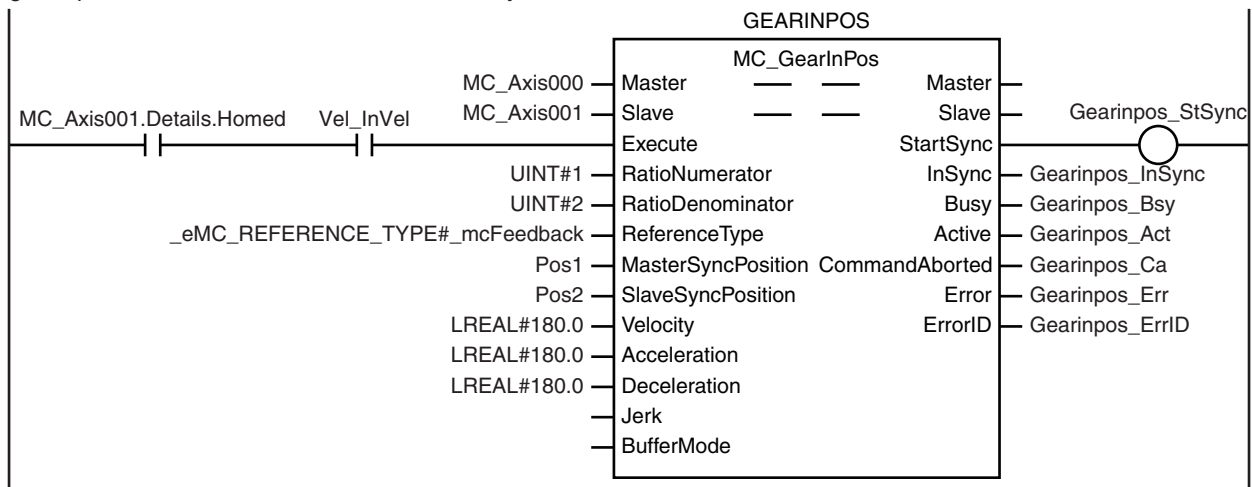 GEARINPOS
MC_GearInPos
MC_Axis000 Master Master
MC_Axis001.Details.Homed Vel_InVel MC_Axis001 Slave Slave Gearinpos_StSync
Execute StartSync
UINT#1 RatioNumerator InSync Gearinpos_InSync
UINT#2 RatioDenominator Busy Gearinpos_Bsy
_eMC_REFERENCE_TYPE#_mcFeedback ReferenceType Active Gearinpos_Act
Pos1 MasterSyncPosition CommandAborted Gearinpos_Ca
Pos2 SlaveSyncPosition Error Gearinpos_Err
LREAL#180.0 Velocity ErrorID Gearinpos_ErrID
LREAL#180.0 Acceleration
LREAL#180.0 Deceleration
Jerk
BufferMode